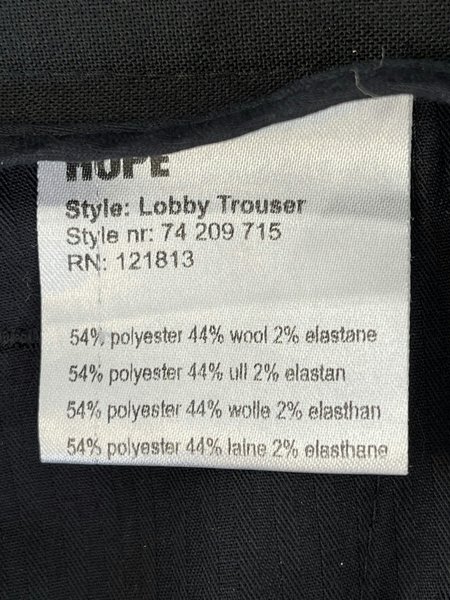 HOPE
Style: Lobby Trouser
Style nr: 74 209 715
RN: 121813
54% polyester 44% wool 2% elastane
54% polyester 44% ull 2% elastan
54% polyester 44% wolle 2% elasthan
54% polyester 44% laine 2% elasthane